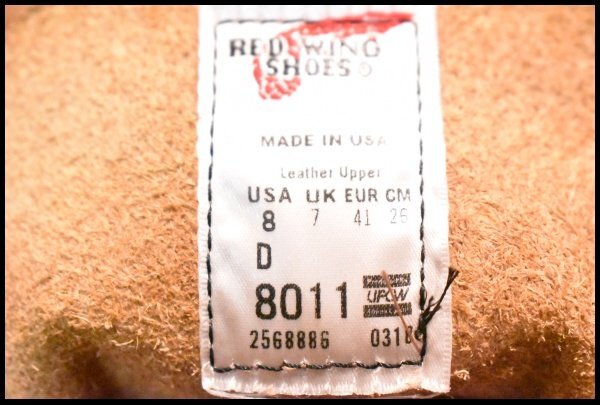 RED WING
SHOES®
MADE IN USA
Leather Upper
USA UK EUR CM
8 7 41 26
D
8011 UFCW
2568886